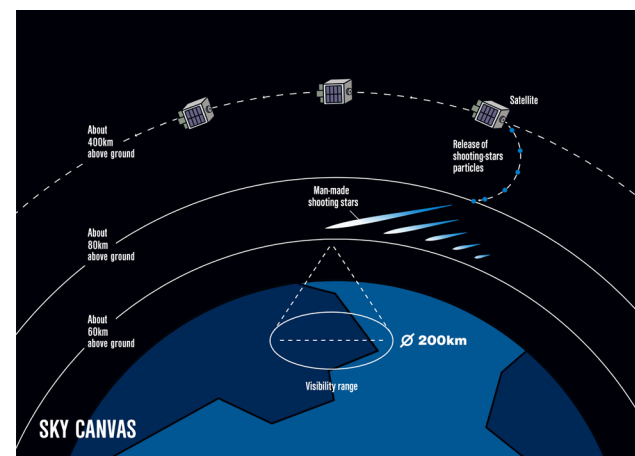 Satellite
About
400km
above ground
Release of
shooting-stars
particles
Man-made
shooting stars
About
80km
above ground
About
60km
above ground
Ø 200km
Visibility range
SKY CANVAS